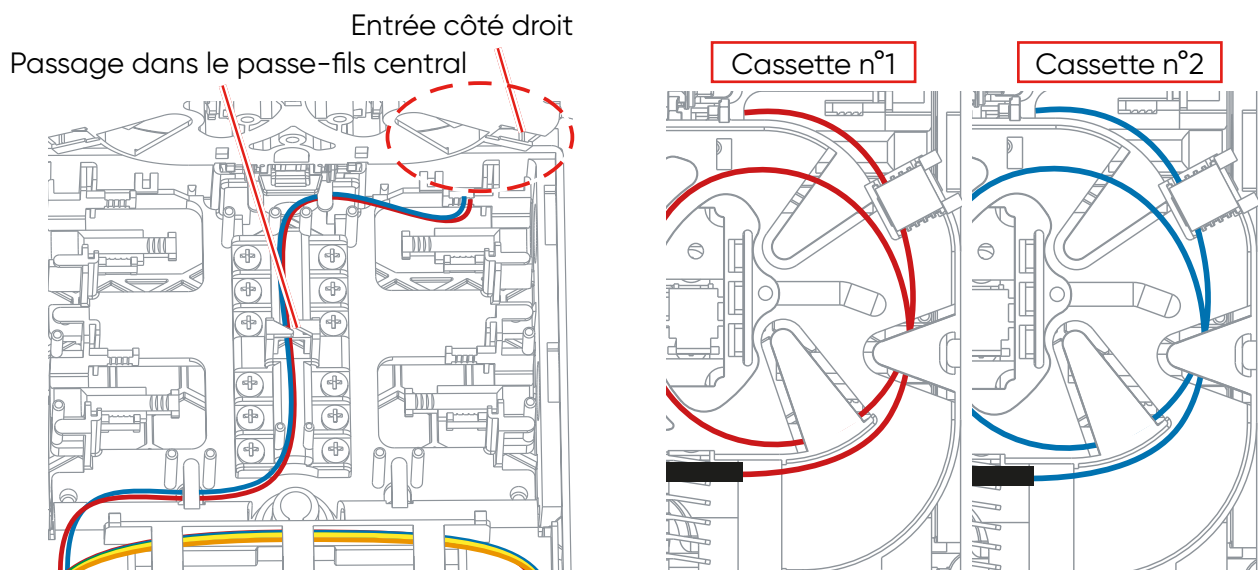 Entrée côté droit
Passage dans le passe-fils central
Cassette n°1
Cassette n°2